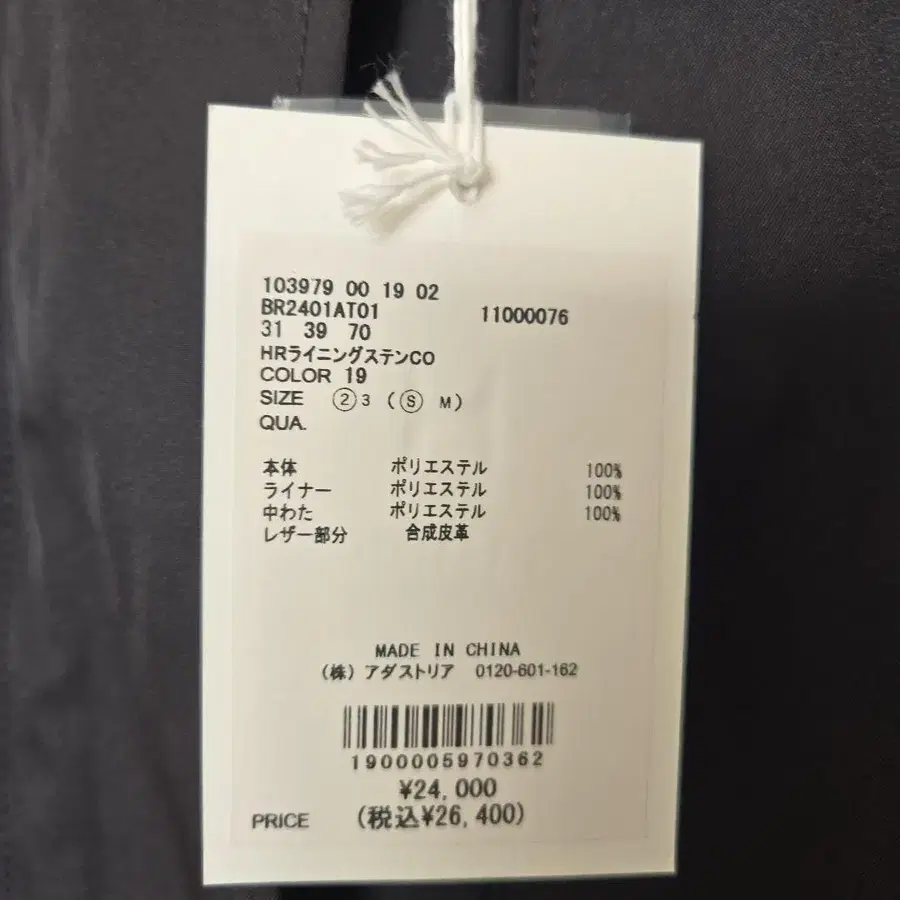 103979 00 19 02
BR2401AT01 11000076
31 39 70
HRライニングステンCO
COLOR 19
SIZE ②3 (Ⓢ M)
QUA.
本体 ポリエステル 100%
ライナー ポリエステル 100%
中わた ポリエステル 100%
レザー部分 合成皮革
MADE IN CHINA
(株) アダストリア 0120-601-162
1900005970362
¥24,000
PRICE (税込¥26,400)